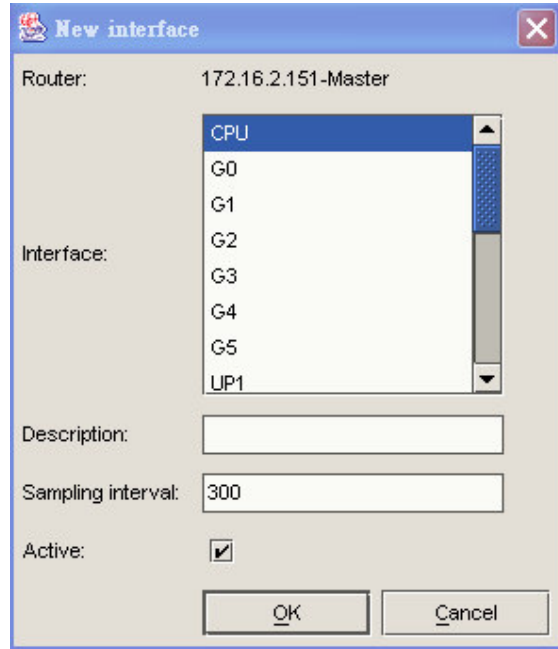 New interface
Router: 172.16.2.151-Master
Interface:
CPU
G0
G1
G2
G3
G4
G5
UP1
Description:
Sampling interval: 300
Active:
OK Cancel